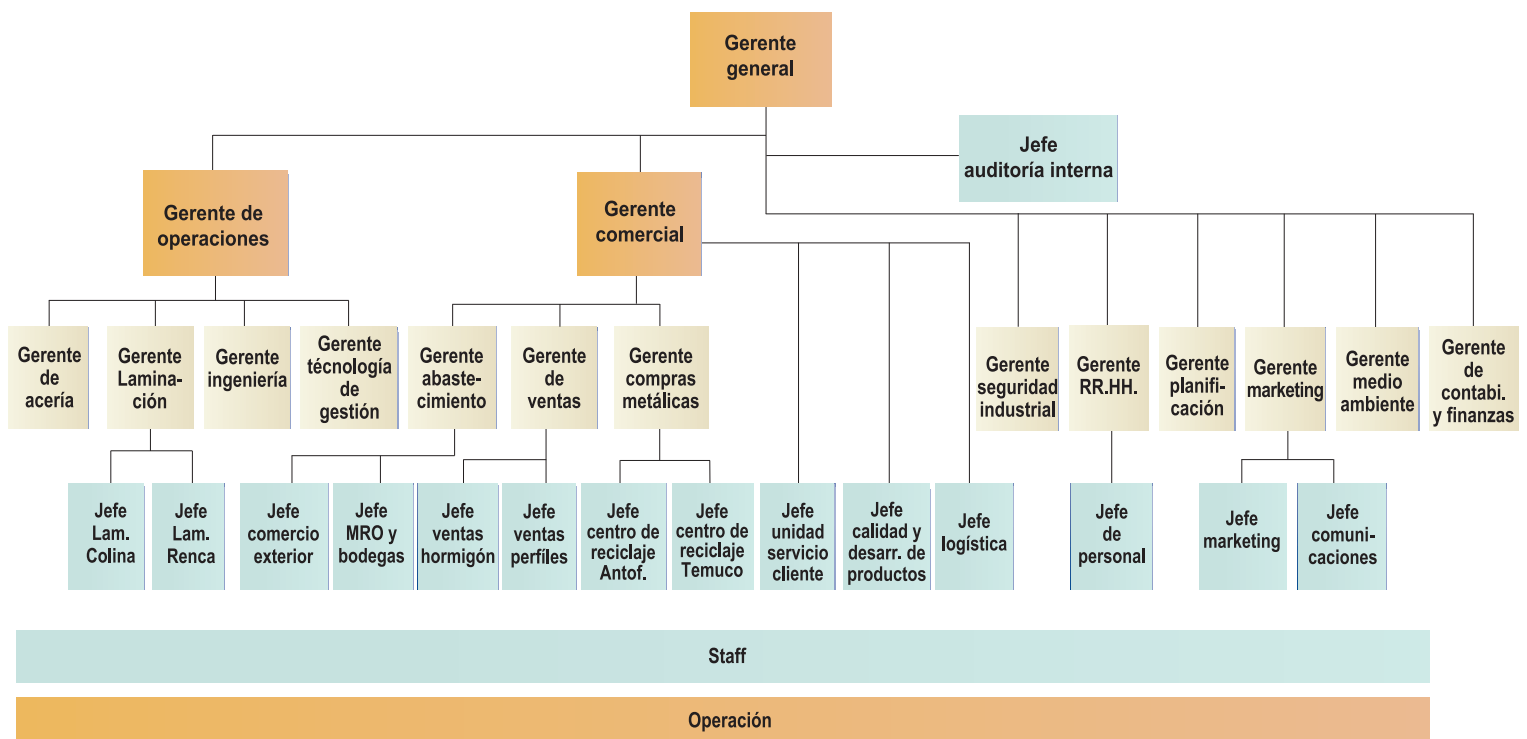 Gerente
general
Jefe
auditoría interna
Gerente de
operaciones
Gerente
comercial
Gerente
de
acería
Gerente
Lamina-
ción
Gerente
ingeniería
Gerente
técnología
de
gestión
Gerente
abaste-
cimiento
Gerente
de
ventas
Gerente
compras
metálicas
Gerente
seguridad
industrial
Gerente
RR.HH.
Gerente
planifi-
cación
Gerente
marketing
Gerente
medio
ambiente
Gerente
de
contabi.
y finanzas
Jefe
Lam.
Colina
Jefe
Lam.
Renca
Jefe
comercio
exterior
Jefe
MRO y
bodegas
Jefe
ventas
hormigón
Jefe
ventas
perfíles
Jefe
centro de
reciclaje
Antof.
Jefe
centro de
reciclaje
Temuco
Jefe
unidad
servicio
cliente
Jefe
calidad y
desarr. de
productos
Jefe
logística
Jefe
de
personal
Jefe
marketing
Jefe
comuni-
caciones
Staff
Operación